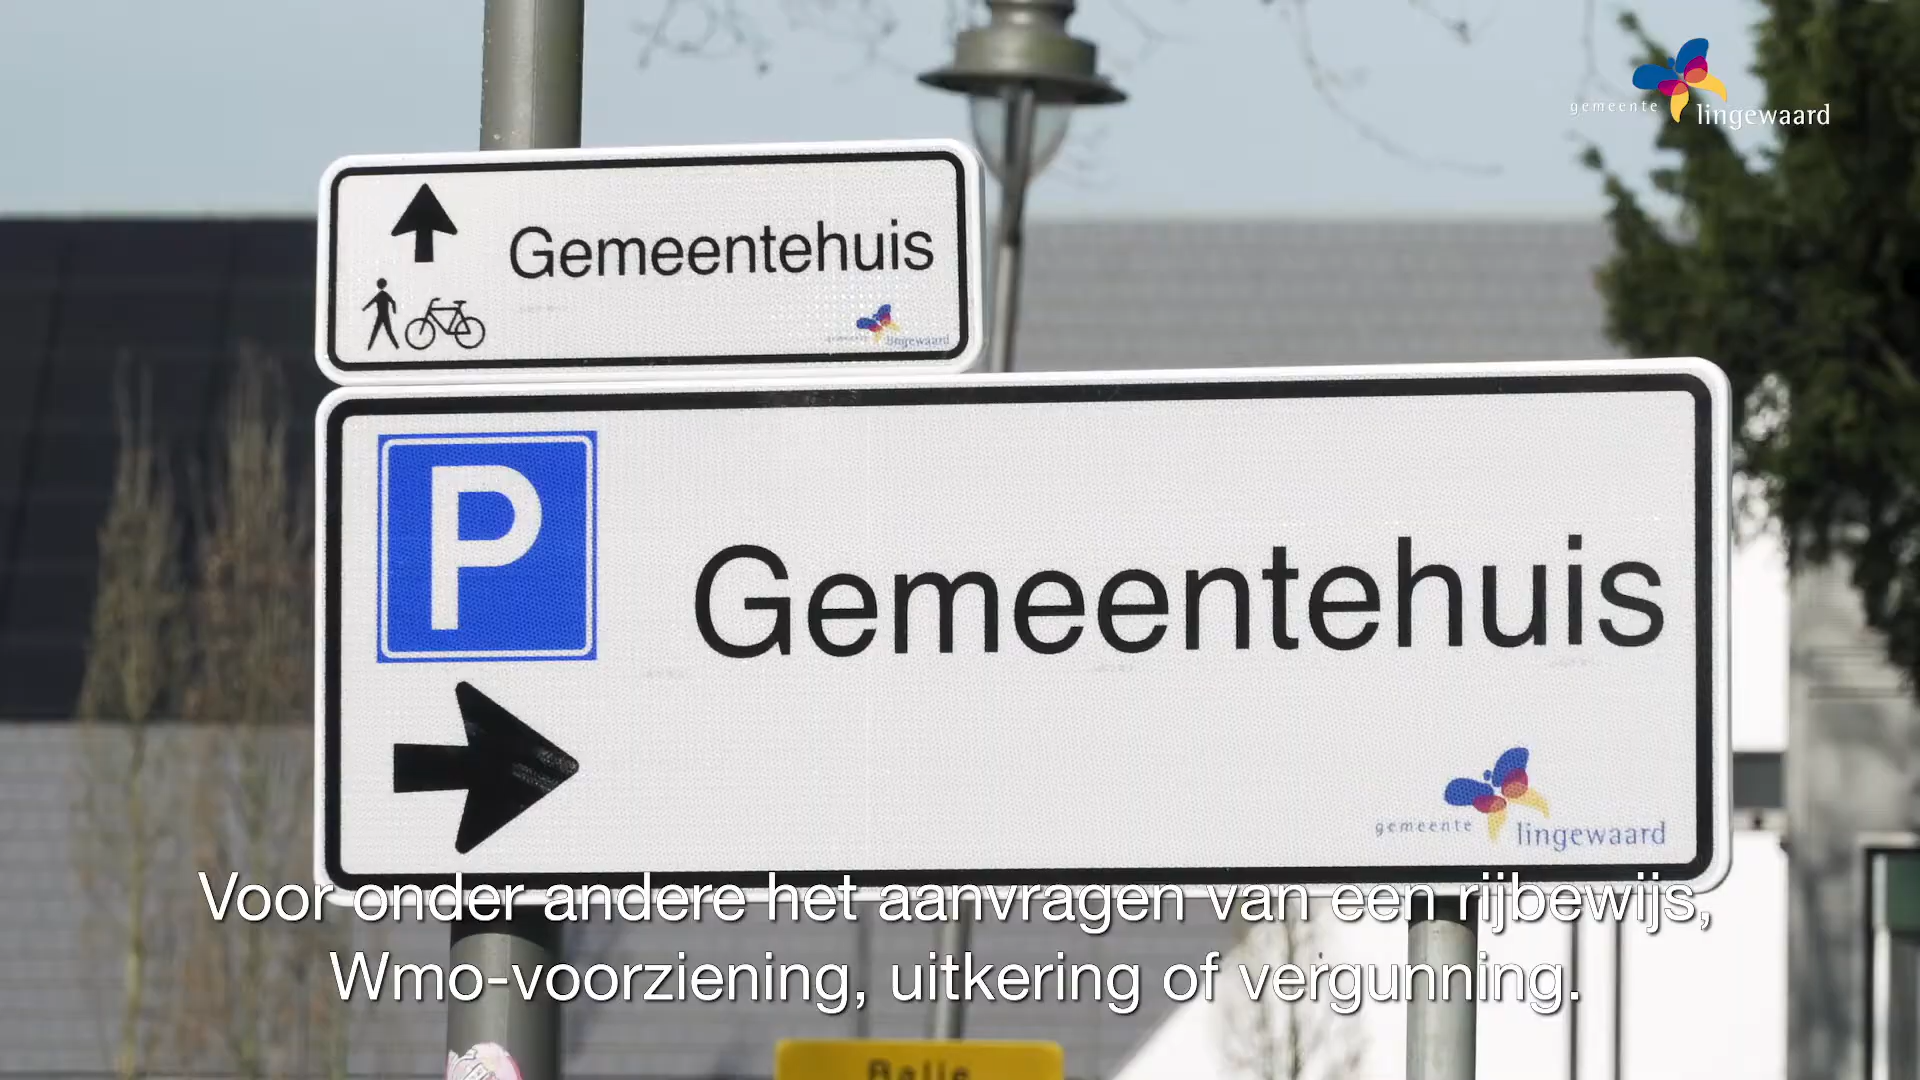 gemeente lingewaard
Gemeentehuis
gemeente lingewaard
P
Gemeentehuis
gemeente lingewaard
Voor onder andere het aanvragen van een rijbewijs,
Wmo-voorziening, uitkering of vergunning.